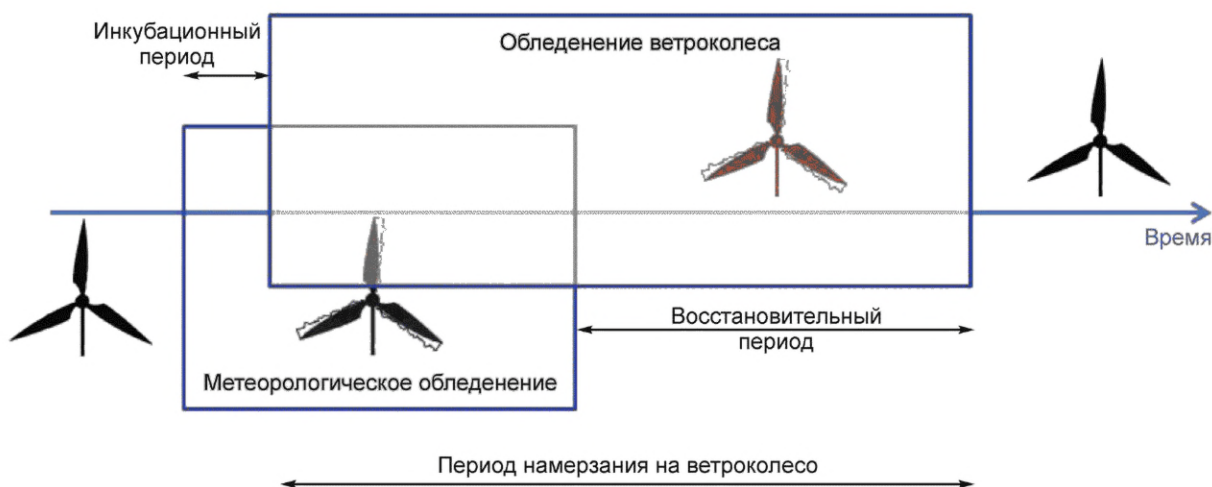 Инкубационный
период
Обледенение ветроколеса
Время
Восстановительный
период
Метеорологическое обледенение
Период намерзания на ветроколесо